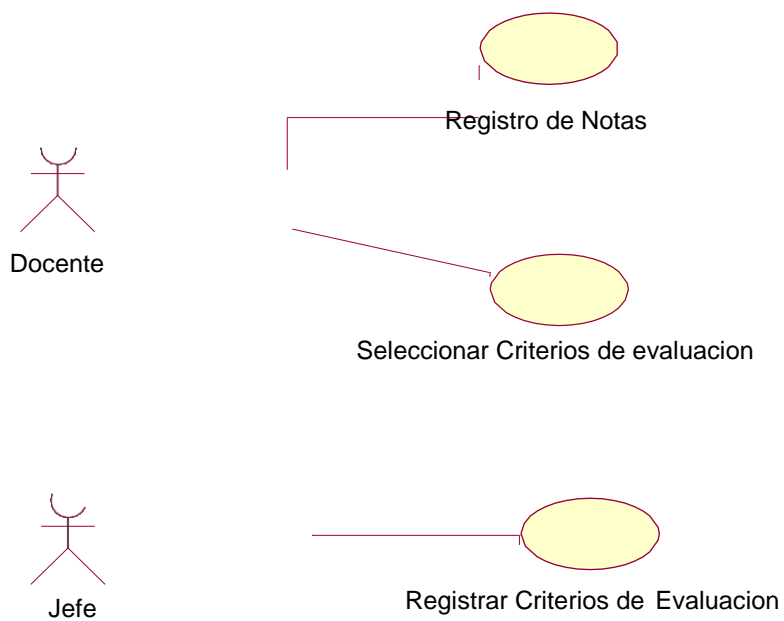 Registro de Notas
Docente
Seleccionar Criterios de evaluacion
Registrar Criterios de Evaluacion
Jefe